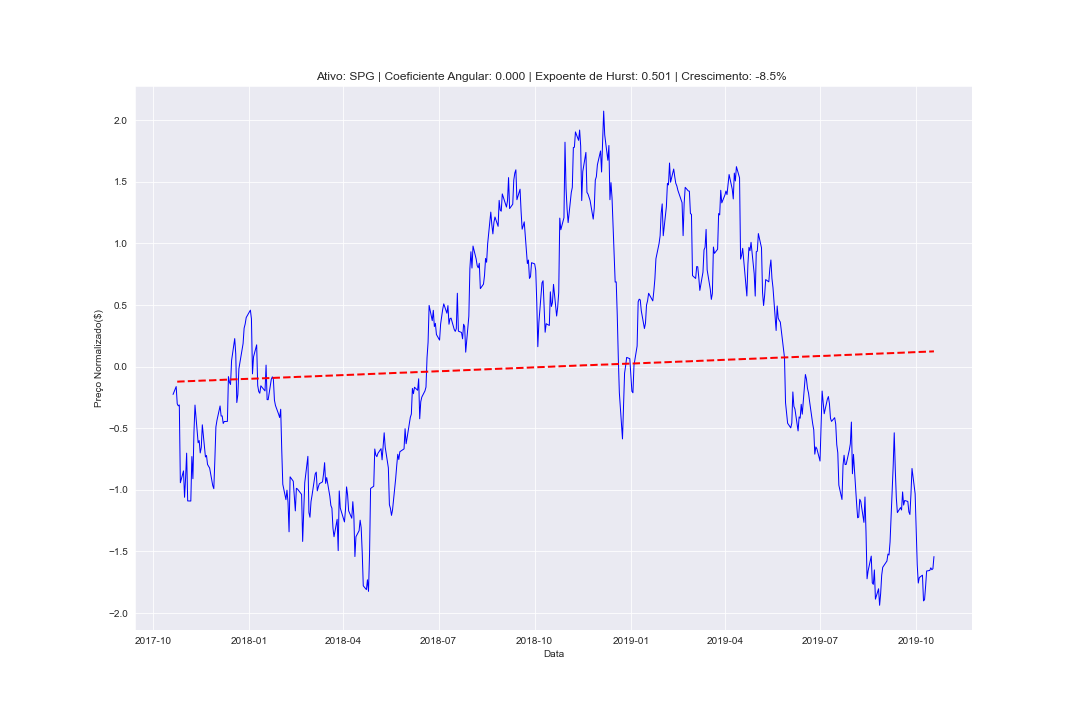 Ativo: SPG | Coeficiente Angular: 0.000 | Expoente de Hurst: 0.501 | Crescimento: -8.5%
Preço Normalizado($)
2.0
1.5
1.0
0.5
0.0
−0.5
−1.0
−1.5
−2.0
2017-10 2018-01 2018-04 2018-07 2018-10 2019-01 2019-04 2019-07 2019-10
Data